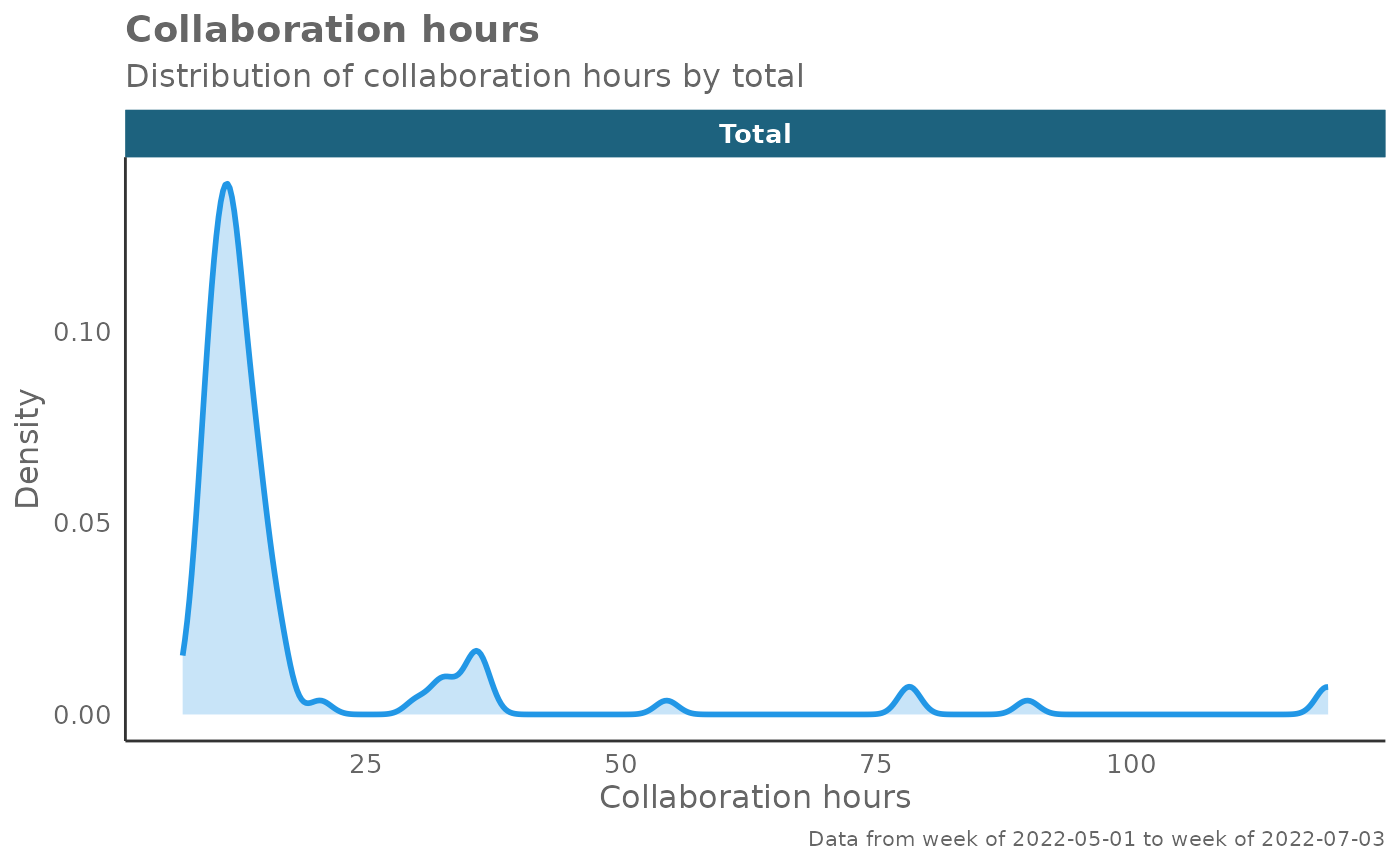 Collaboration hours
Distribution of collaboration hours by total
Total
Density
0.10
0.05
0.00
25 50 75 100
Collaboration hours
Data from week of 2022-05-01 to week of 2022-07-03